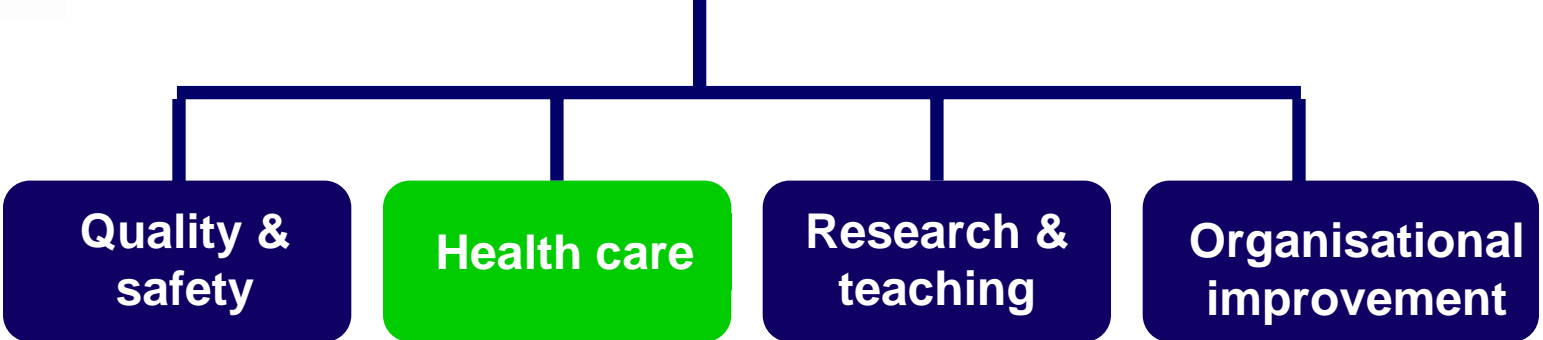 Quality &
safety
Health care
Research &
teaching
Organisational
improvement